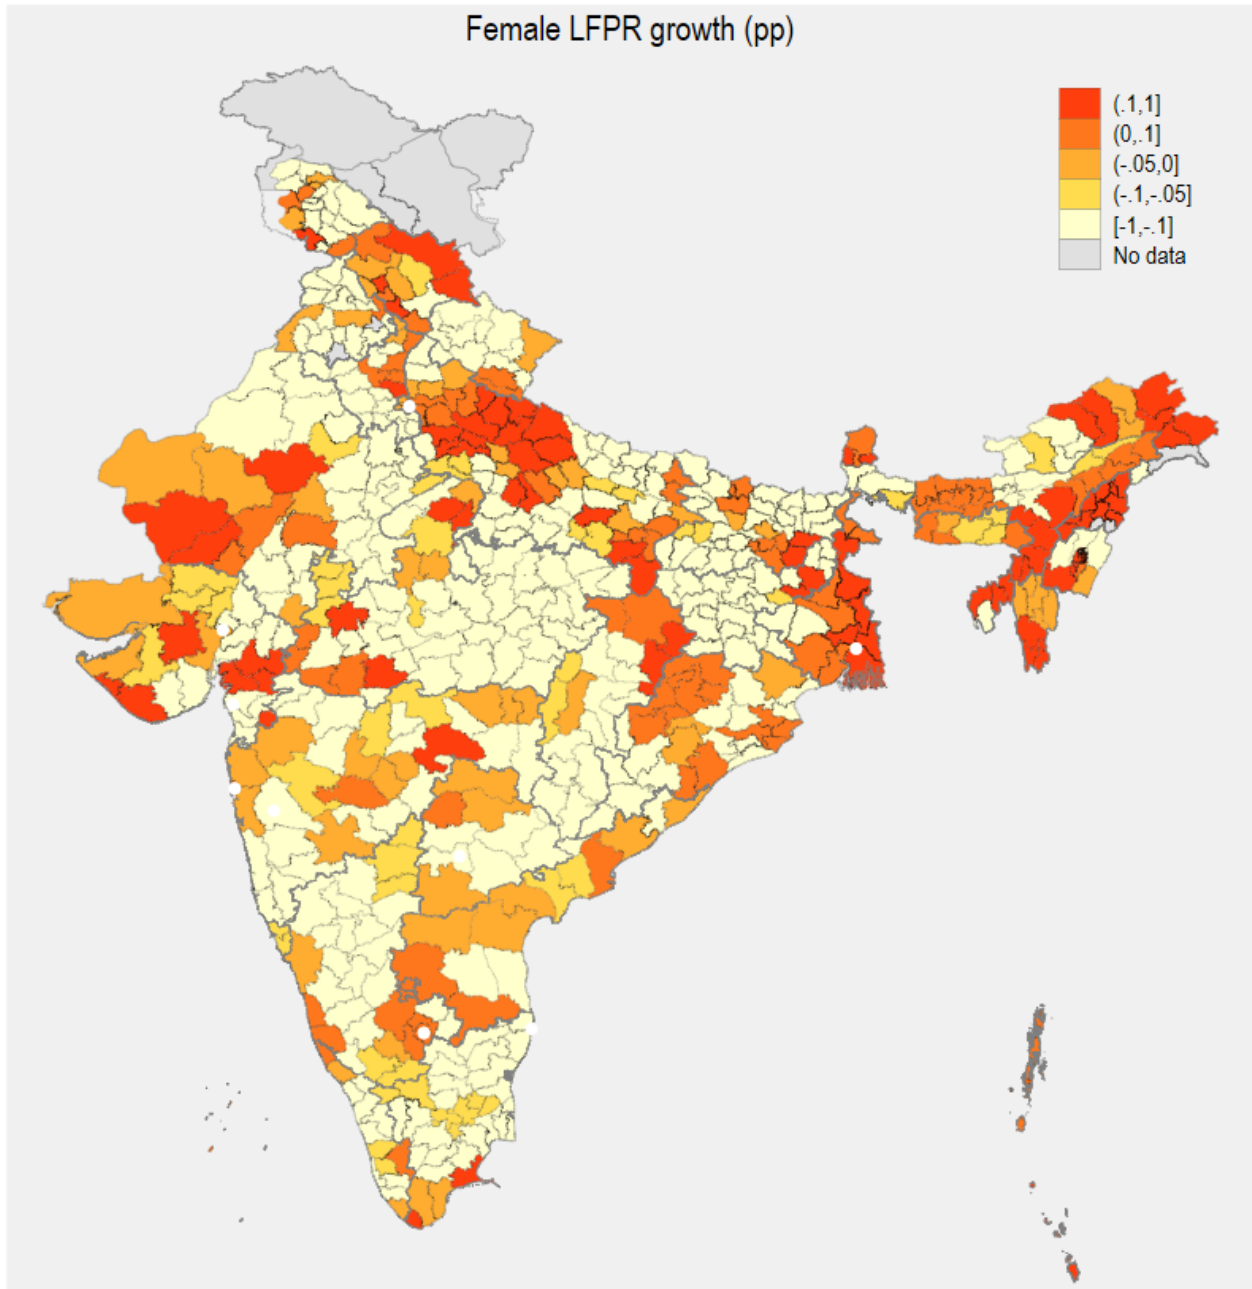 Female LFPR growth (pp)
(.1,1]
(0,.1]
(-.05,0]
(-.1,-.05]
[-1,-.1]
No data